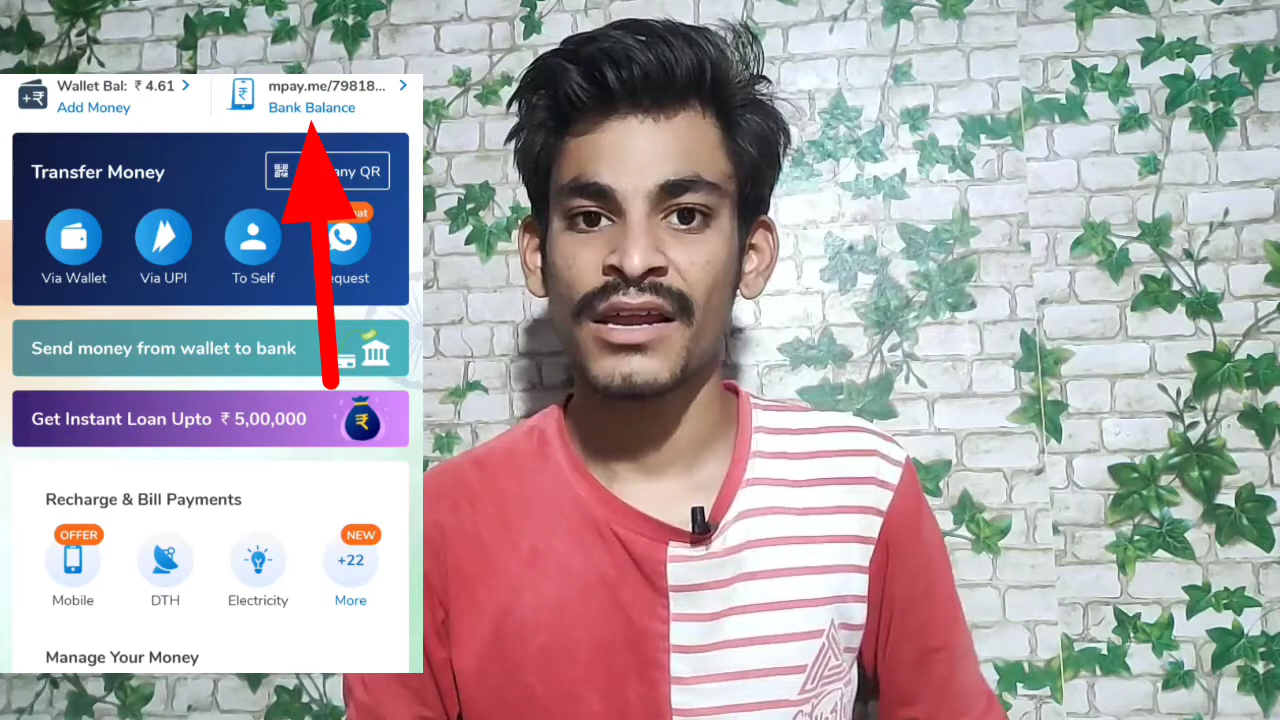 Wallet Bal: ₹ 4.61
Add Money
mpay.me/79818...
Bank Balance
Transfer Money
any QR
Via Wallet
Via UPI
To Self
Request
Send money from wallet to bank
Get Instant Loan Upto ₹ 5,00,000
Recharge & Bill Payments
OFFER
NEW
+22
Mobile
DTH
Electricity
More
Manage Your Money